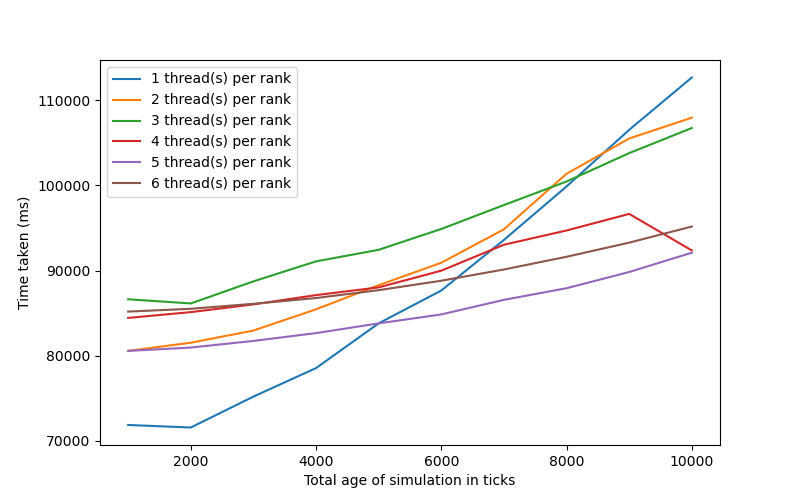 1 thread(s) per rank
2 thread(s) per rank
3 thread(s) per rank
4 thread(s) per rank
5 thread(s) per rank
6 thread(s) per rank
110000
100000
90000
80000
70000
Time taken (ms)
2000 4000 6000 8000 10000
Total age of simulation in ticks